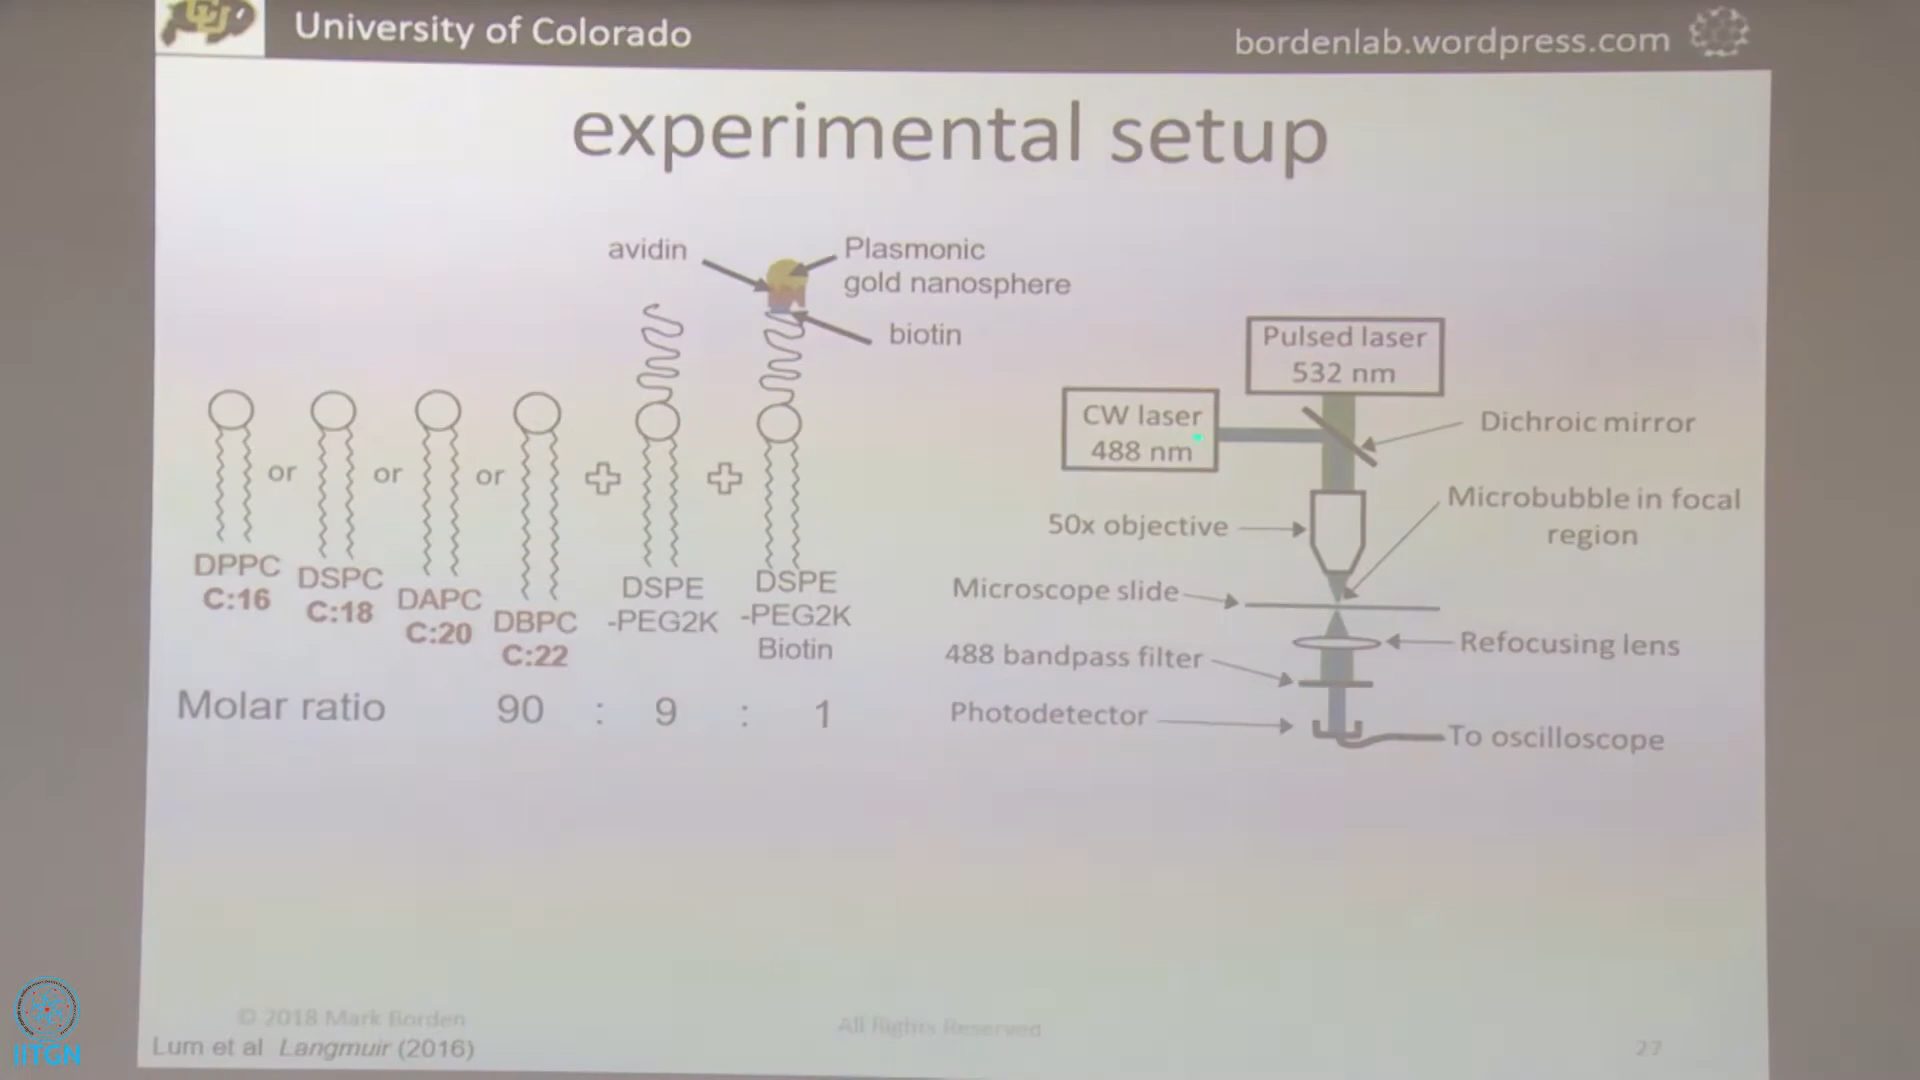 CU
University of Colorado
bordenlab.wordpress.com
experimental setup
avidin
Plasmonic
gold nanosphere
biotin
or
or
or
DPPC
C:16
DSPC
C:18
DAPC
C:20
DBPC
C:22
DSPE
-PEG2K
DSPE
-PEG2K
Biotin
Molar ratio 90 : 9 : 1
Pulsed laser
532 nm
CW laser
488 nm
Dichroic mirror
Microbubble in focal
region
50x objective
Microscope slide
Refocusing lens
488 bandpass filter
Photodetector
To oscilloscope
© 2018 Mark Borden
All Rights Reserved
27
Lum et al Langmuir (2016)
IITGN